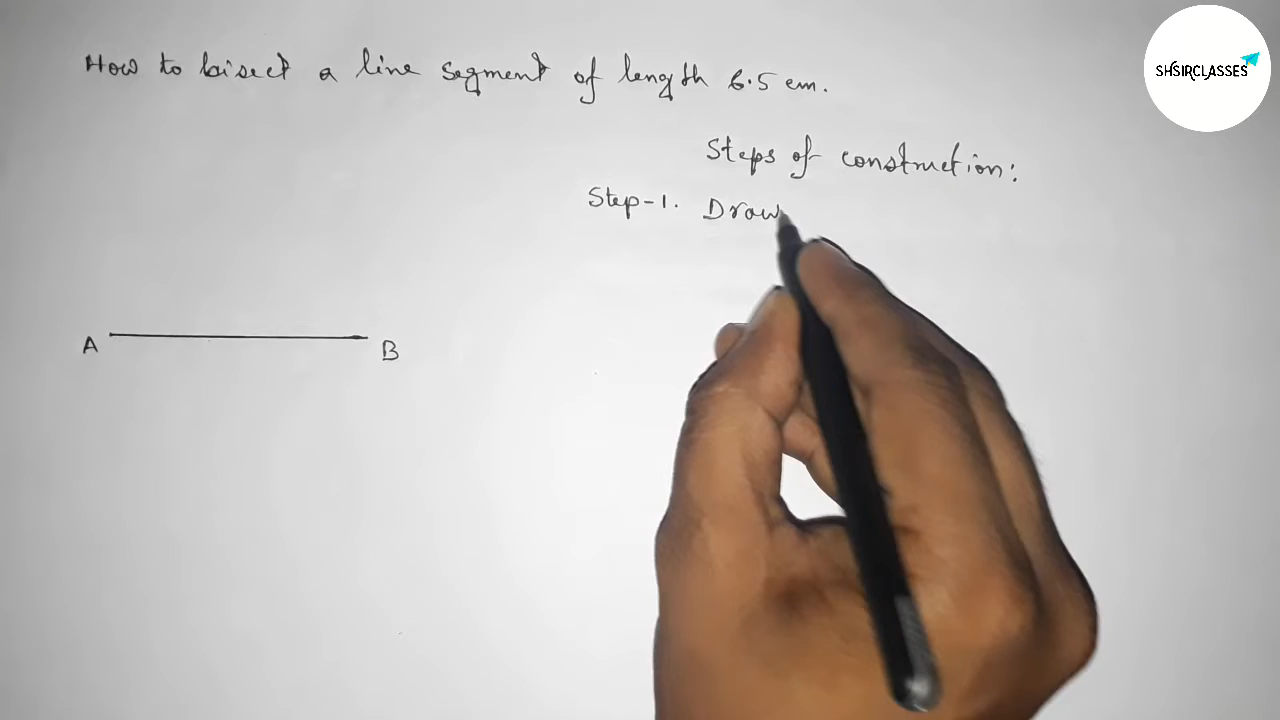 How to bisect a line segment of length 6.5 cm.
SHSIRCLASSES
Steps of construction:
Step-1. Draw
A
B